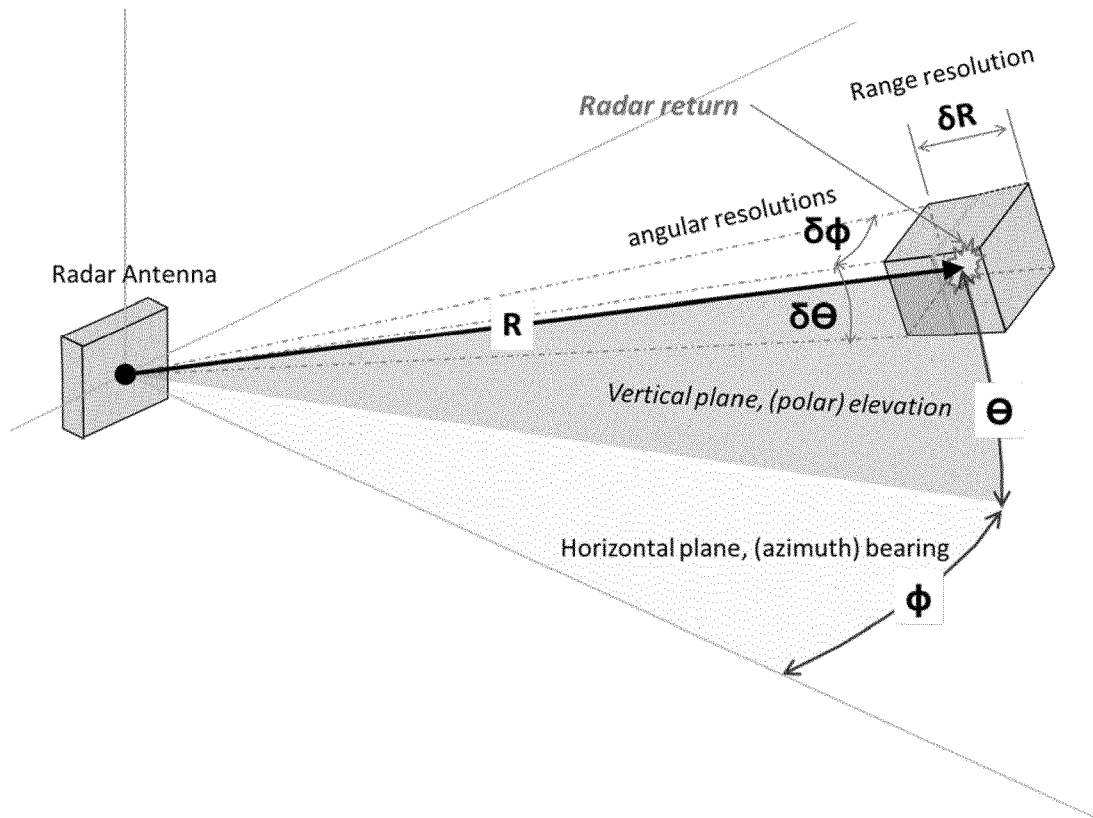 Range resolution
δR
Radar return
angular resolutions
δϕ
Radar Antenna
δΘ
R
Vertical plane, (polar) elevation
Θ
Horizontal plane, (azimuth) bearing
ϕ